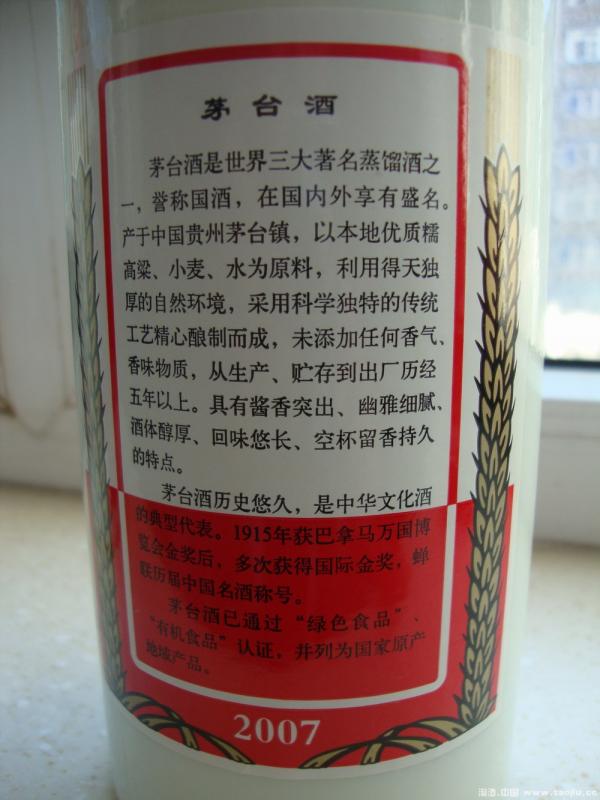 茅台酒
茅台酒是世界三大著名蒸馏酒之
一，誉称国酒，在国内外享有盛名。
产于中国贵州茅台镇，以本地优质糯
高粱、小麦、水为原料，利用得天独
厚的自然环境，采用科学独特的传统
工艺精心酿制而成，未添加任何香气、
香味物质，从生产、贮存到出厂历经
五年以上。具有酱香突出、幽雅细腻、
酒体醇厚、回味悠长、空杯留香持久
的特点。
茅台酒历史悠久，是中华文化酒
的典型代表。1915年获巴拿马万国博
览会金奖后，多次获得国际金奖，蝉
联历届中国名酒称号。
茅台酒已通过“绿色食品”、
“有机食品”认证，并列为国家原产
地域产品。
2007
淘酒.中国 www.taojiu.cc